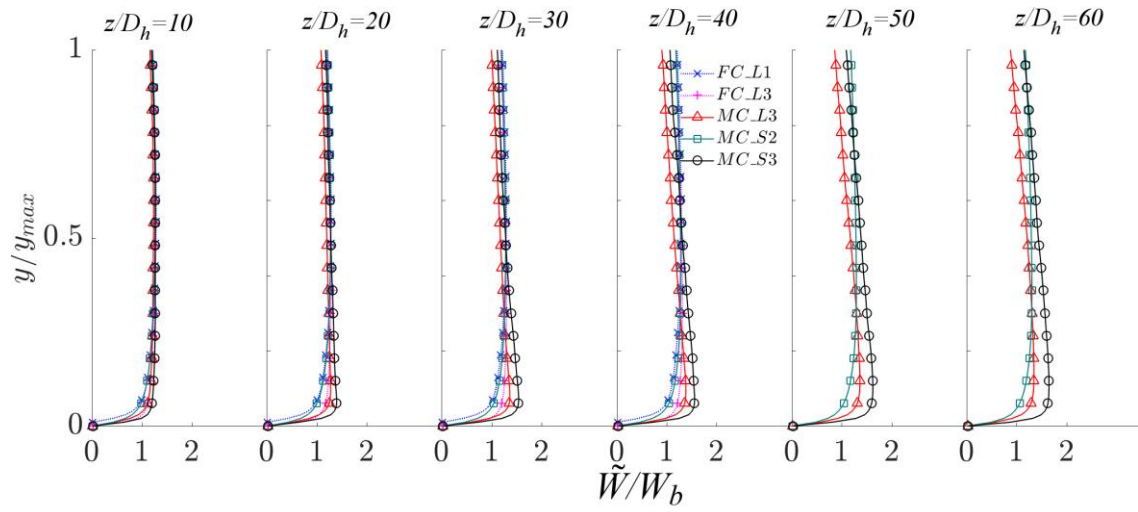 z/D_h=10 z/D_h=20 z/D_h=30 z/D_h=40 z/D_h=50 z/D_h=60
1
FC_L1
FC_L3
MC_L3
MC_S2
MC_S3
y/y_max
0.5
0
0 1 2 0 1 2 0 1 2 0 1 2 0 1 2 0 1 2 3
W̃/W_b